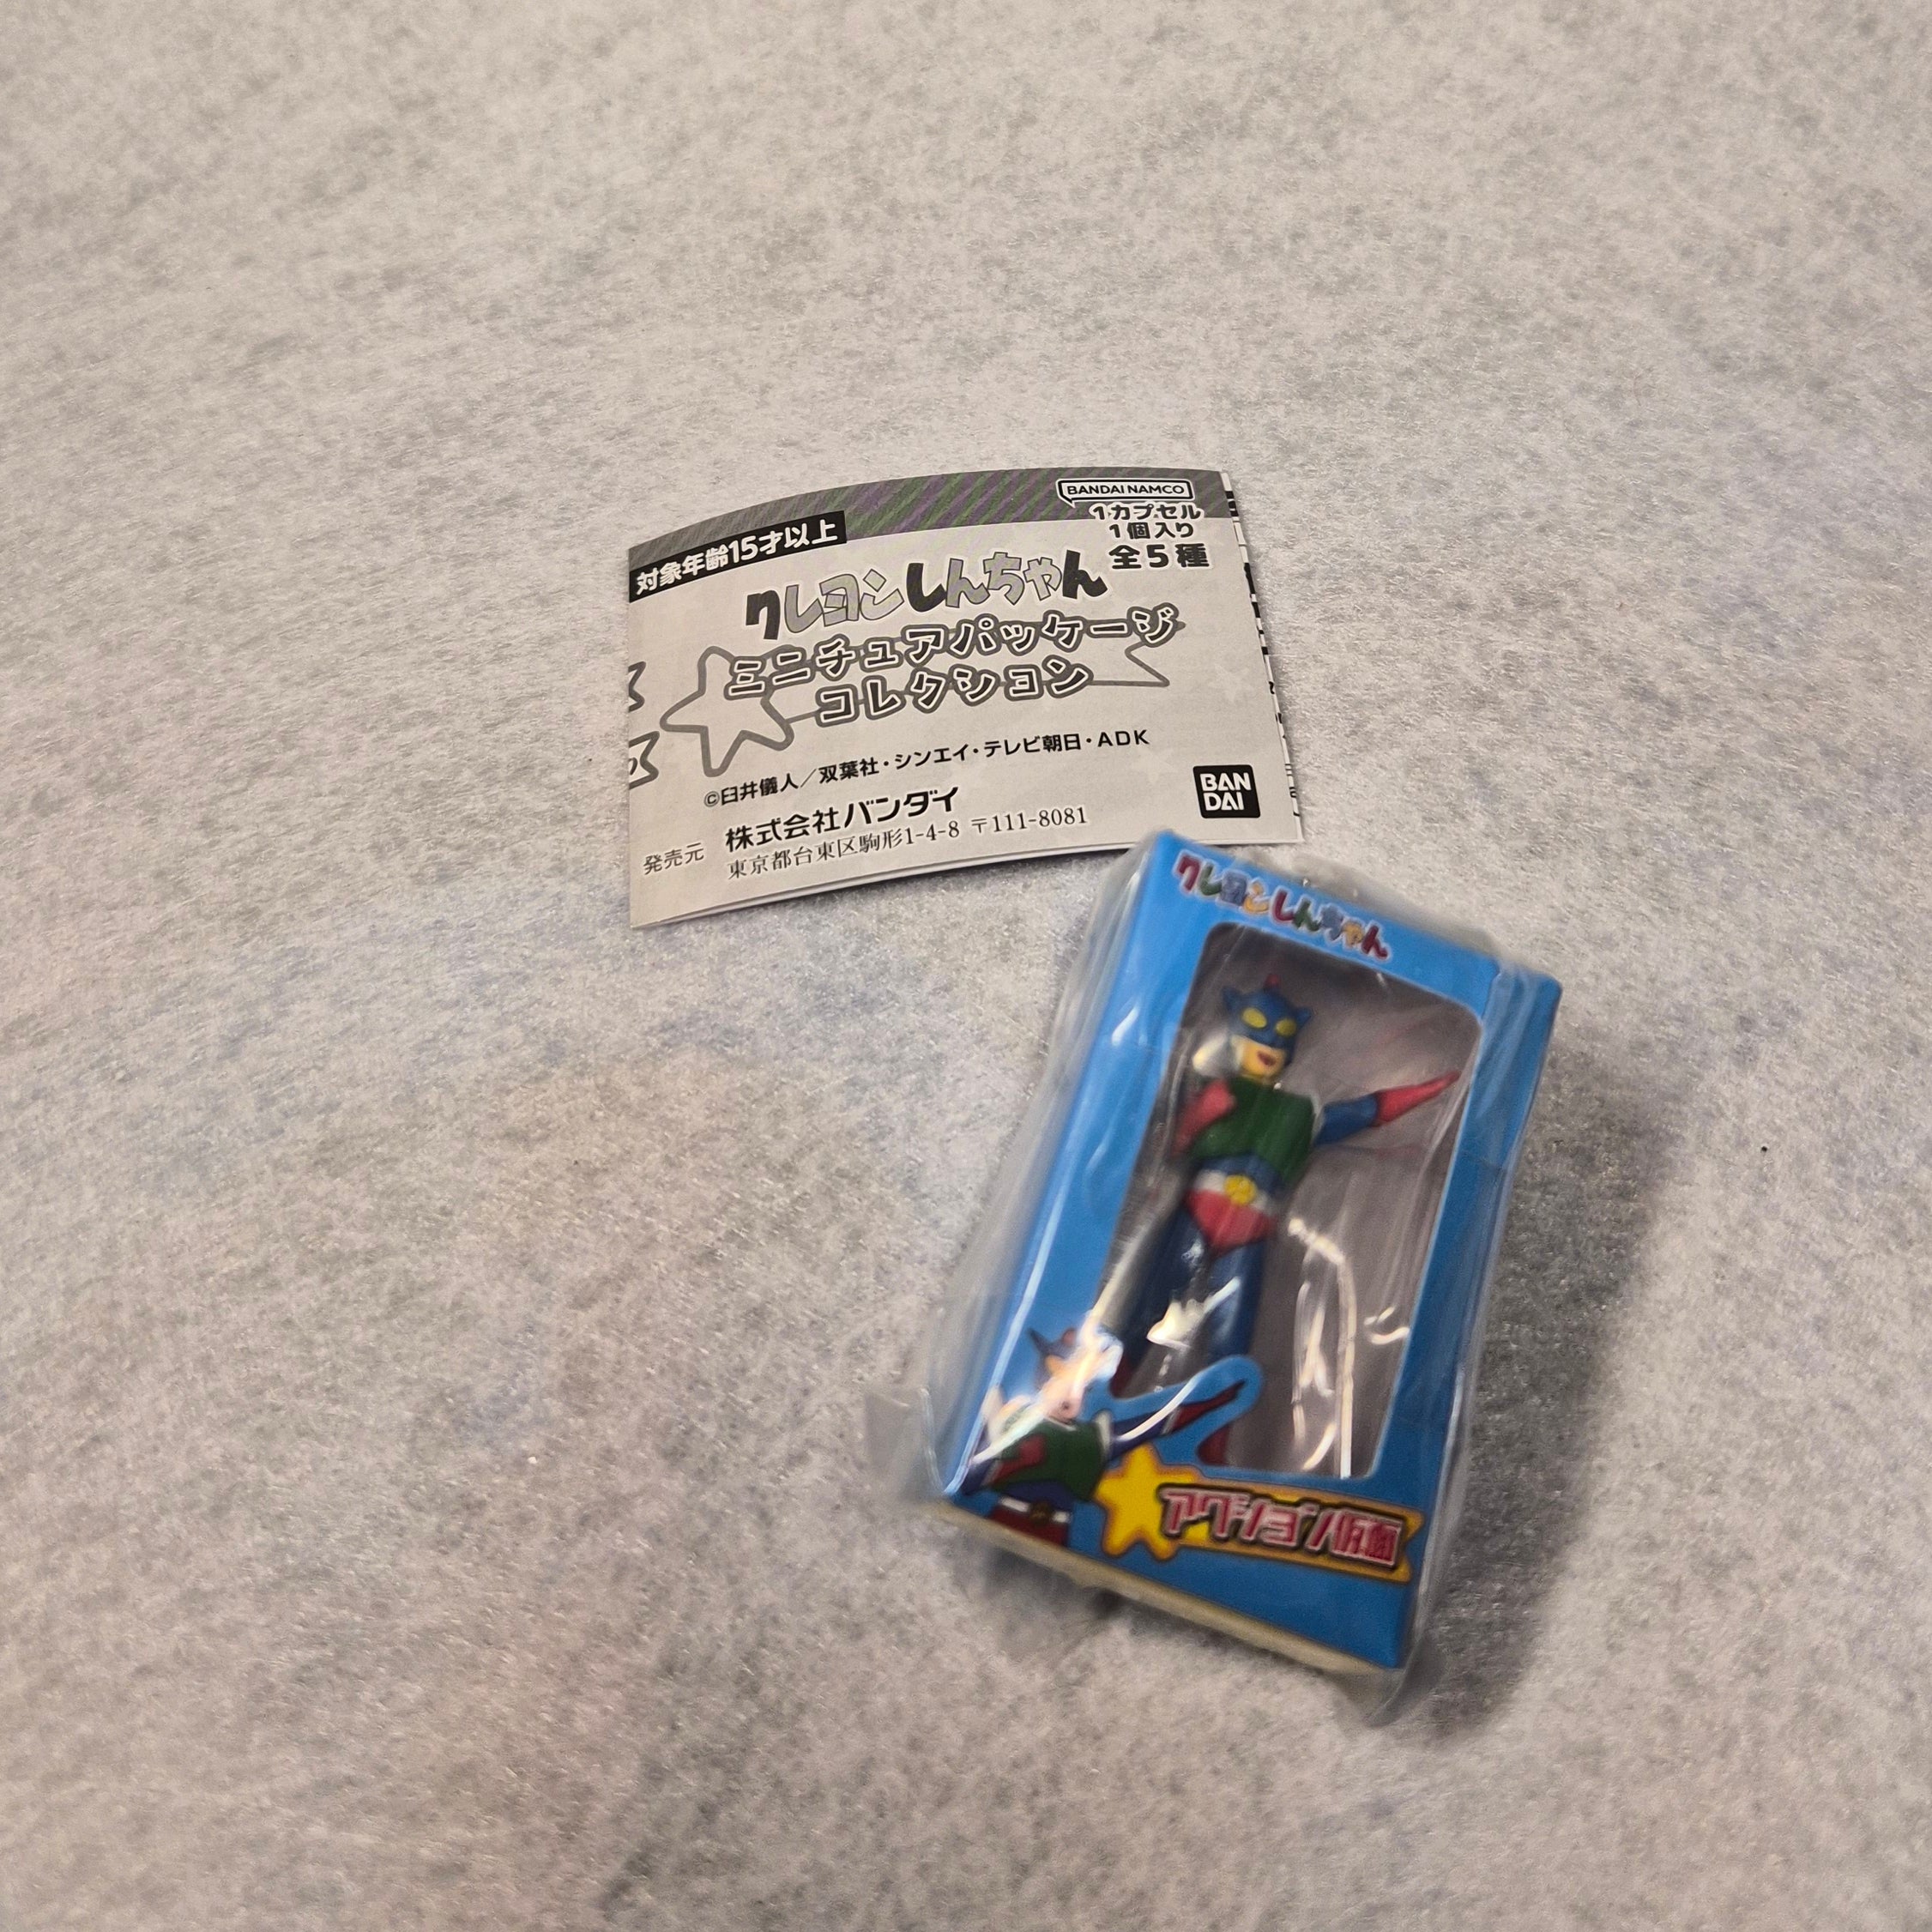 BANDAI NAMCO
対象年齢15才以上
1カプセル
1個入り
全5種
クレヨンしんちゃん
ミニチュアパッケージ
コレクション
©臼井儀人／双葉社・シンエイ・テレビ朝日・ADK
発売元 株式会社バンダイ
東京都台東区駒形1-4-8 〒111-8081
BAN
DAI
クレヨンしんちゃん
アクション仮面